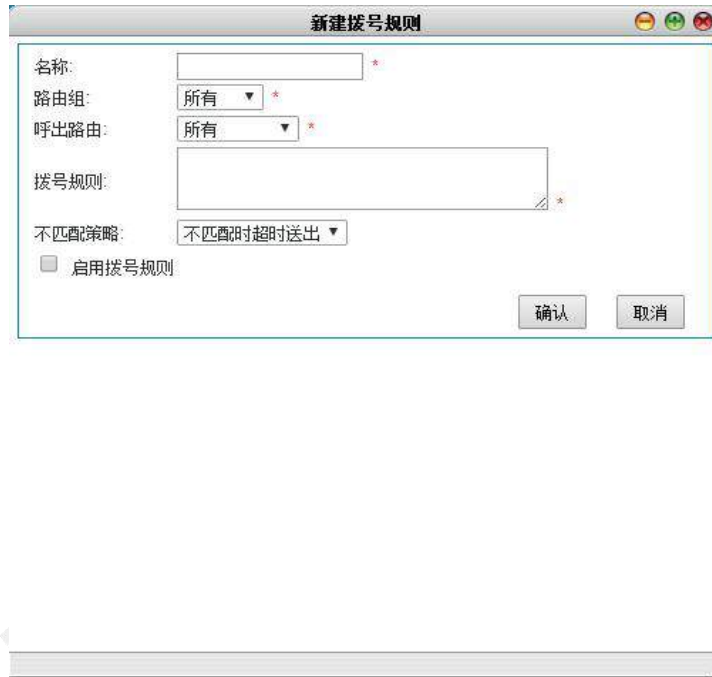 新建拨号规则
名称: *
路由组: 所有 *
呼出路由: 所有 *
拨号规则: *
不匹配策略: 不匹配时超时送出
启用拨号规则
确认 取消